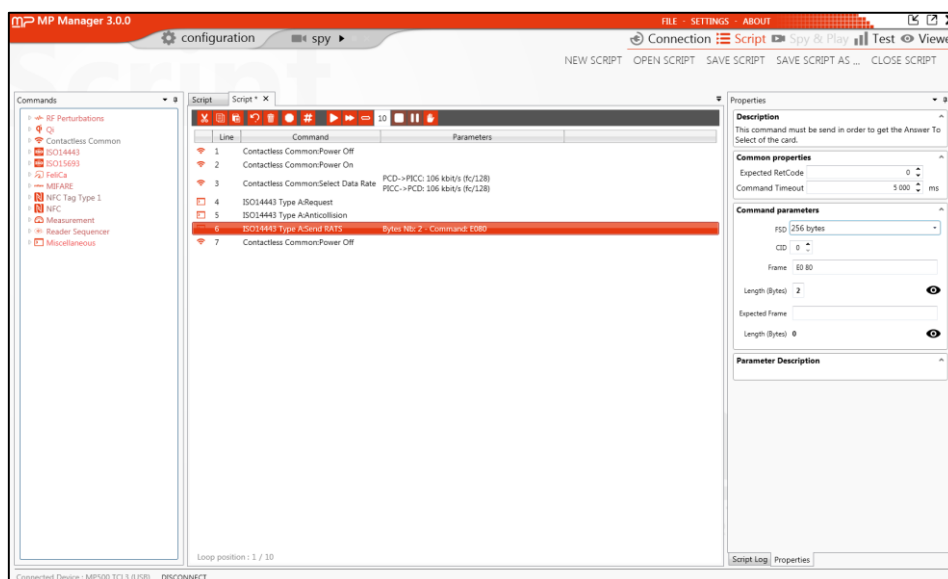 MP Manager 3.0.0
FILE - SETTINGS - ABOUT
configuration
spy
Connection
Script
Spy & Play
Test
Viewe
Script
NEW SCRIPT OPEN SCRIPT SAVE SCRIPT SAVE SCRIPT AS ... CLOSE SCRIPT
Commands
RF Perturbations
Qi
Contactless Common
ISO14443
ISO15693
FeliCa
MIFARE
NFC Tag Type 1
NFC
Measurement
Reader Sequencer
Miscellaneous
Script Script * X
10
Line Command Parameters
1 Contactless Common:Power Off
2 Contactless Common:Power On
3 Contactless Common:Select Data Rate PCD->PICC: 106 kbit/s (fc/128)
PICC->PCD: 106 kbit/s (fc/128)
4 ISO14443 Type A:Request
5 ISO14443 Type A:Anticollision
6 ISO14443 Type A:Send RATS Bytes Nb: 2 - Command: E080
7 Contactless Common:Power Off
Loop position : 1 / 10
Properties
Description
This command must be send in order to get the Answer To
Select of the card.
Common properties
Expected RetCode 0
Command Timeout 5 000 ms
Command parameters
FSD 256 bytes
CID 0
Frame E0 80
Length (Bytes) 2
Expected Frame
Length (Bytes) 0
Parameter Description
Script Log Properties
Connected Device : MP500 TCL3 (USB) DISCONNECT